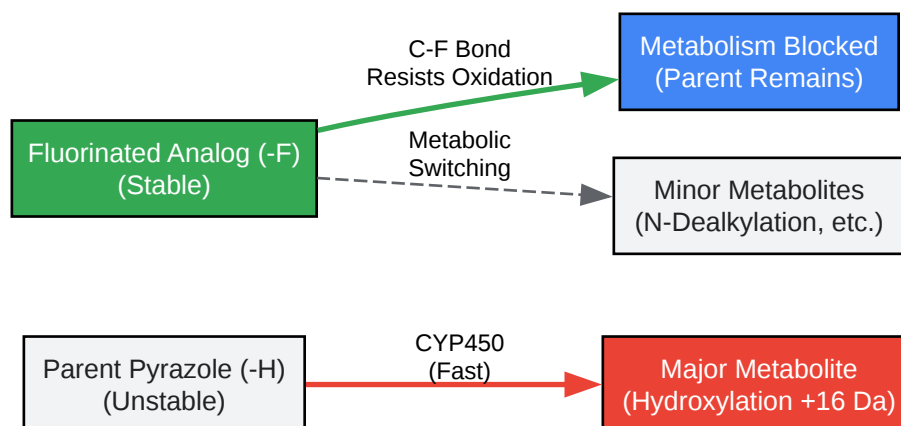 C-F Bond
Resists Oxidation
Metabolism Blocked
(Parent Remains)
Fluorinated Analog (-F)
(Stable)
Metabolic
Switching
Minor Metabolites
(N-Dealkylation, etc.)
Parent Pyrazole (-H)
(Unstable)
CYP450
(Fast)
Major Metabolite
(Hydroxylation +16 Da)